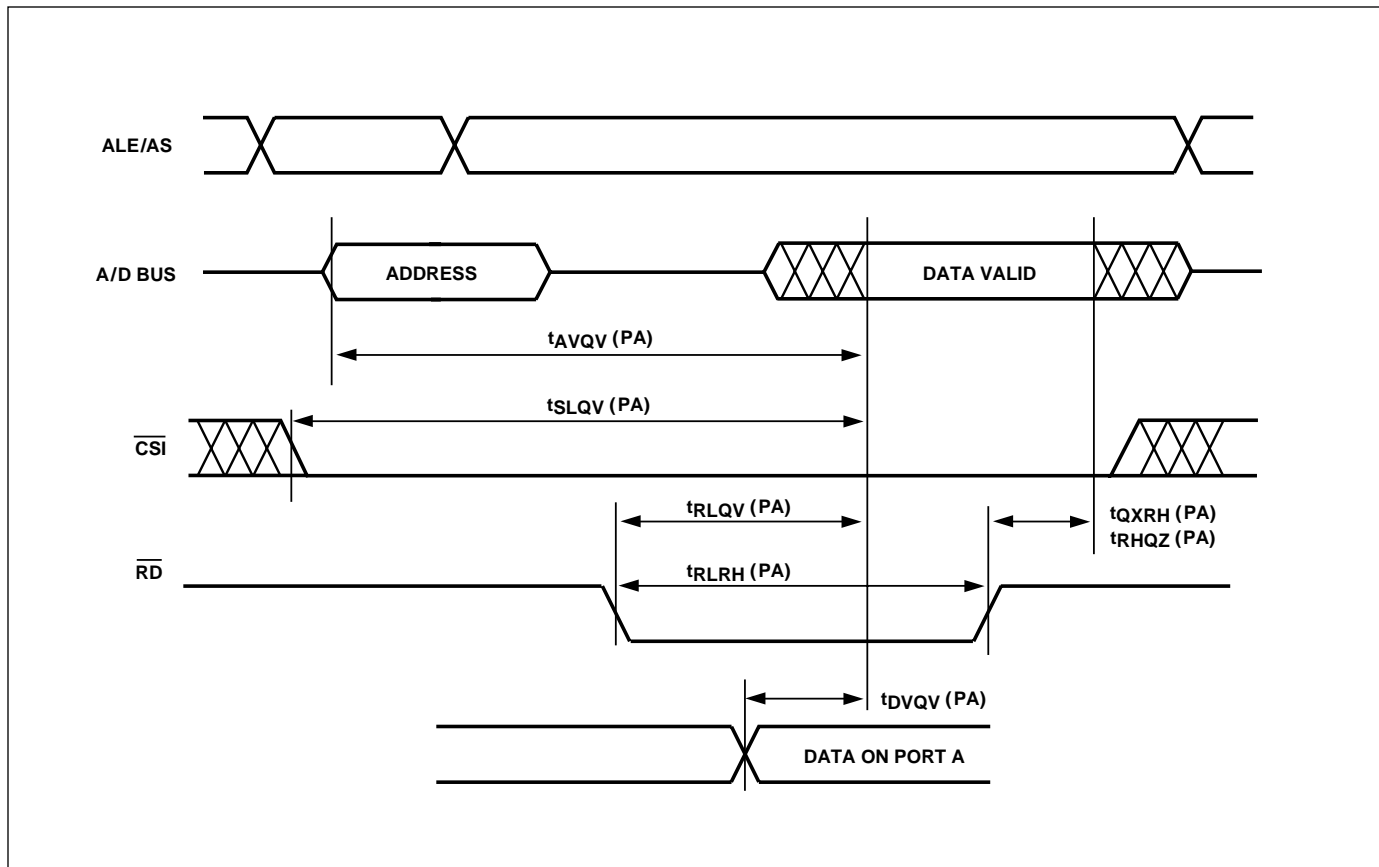 ALE/AS
A/D BUS
ADDRESS
DATA VALID
tAVQV (PA)
tSLQV (PA)
CSI
tRLQV (PA)
tQXRH (PA)
tRHQZ (PA)
RD
tRLRH (PA)
tDVQV (PA)
DATA ON PORT A